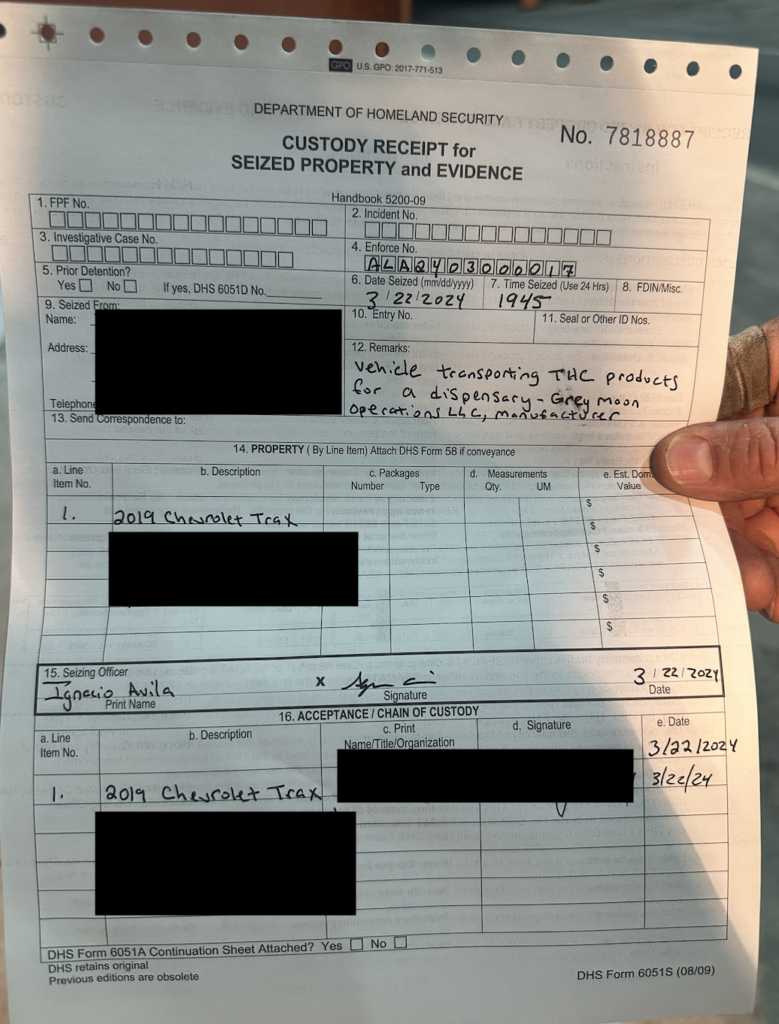 GPO U.S. GPO: 2017-771-513
DEPARTMENT OF HOMELAND SECURITY
No. 7818887
CUSTODY RECEIPT for
SEIZED PROPERTY and EVIDENCE
Handbook 5200-09
1. FPF No.
2. Incident No.
3. Investigative Case No.
4. Enforce No.
ALA2403000017
5. Prior Detention?
Yes No If yes, DHS 6051D No.
6. Date Seized (mm/dd/yyyy)
3/22/2024
7. Time Seized (Use 24 Hrs)
1945
8. FDIN/Misc.
9. Seized From:
Name:
Address:
Telephone
10. Entry No.
11. Seal or Other ID Nos.
12. Remarks:
vehicle transporting THC products
for a dispensary - Grey moon
Operations LLC, manufacturer
13. Send Correspondence to:
14. PROPERTY (By Line Item) Attach DHS Form 58 if conveyance
a. Line
Item No.
b. Description
c. Packages
Number Type
d. Measurements
Qty. UM
e. Est. Dom.
Value
1. 2019 Chevrolet Trax
$
$
$
$
$
$
15. Seizing Officer
Ignacio Avila
Print Name
X
Signature
3/22/2024
Date
16. ACCEPTANCE / CHAIN OF CUSTODY
a. Line
Item No.
b. Description
c. Print
Name/Title/Organization
d. Signature
e. Date
3/22/2024
1. 2019 Chevrolet Trax
3/22/24
DHS Form 6051A Continuation Sheet Attached? Yes No
DHS retains original
Previous editions are obsolete
DHS Form 6051S (08/09)